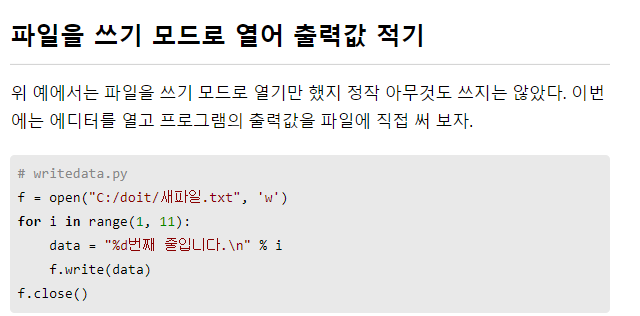 파일을 쓰기 모드로 열어 출력값 적기
위 예에서는 파일을 쓰기 모드로 열기만 했지 정작 아무것도 쓰지는 않았다. 이번
에는 에디터를 열고 프로그램의 출력값을 파일에 직접 써 보자.
# writedata.py
f = open("C:/doit/새파일.txt", 'w')
for i in range(1, 11):
    data = "%d번째 줄입니다.\n" % i
    f.write(data)
f.close()